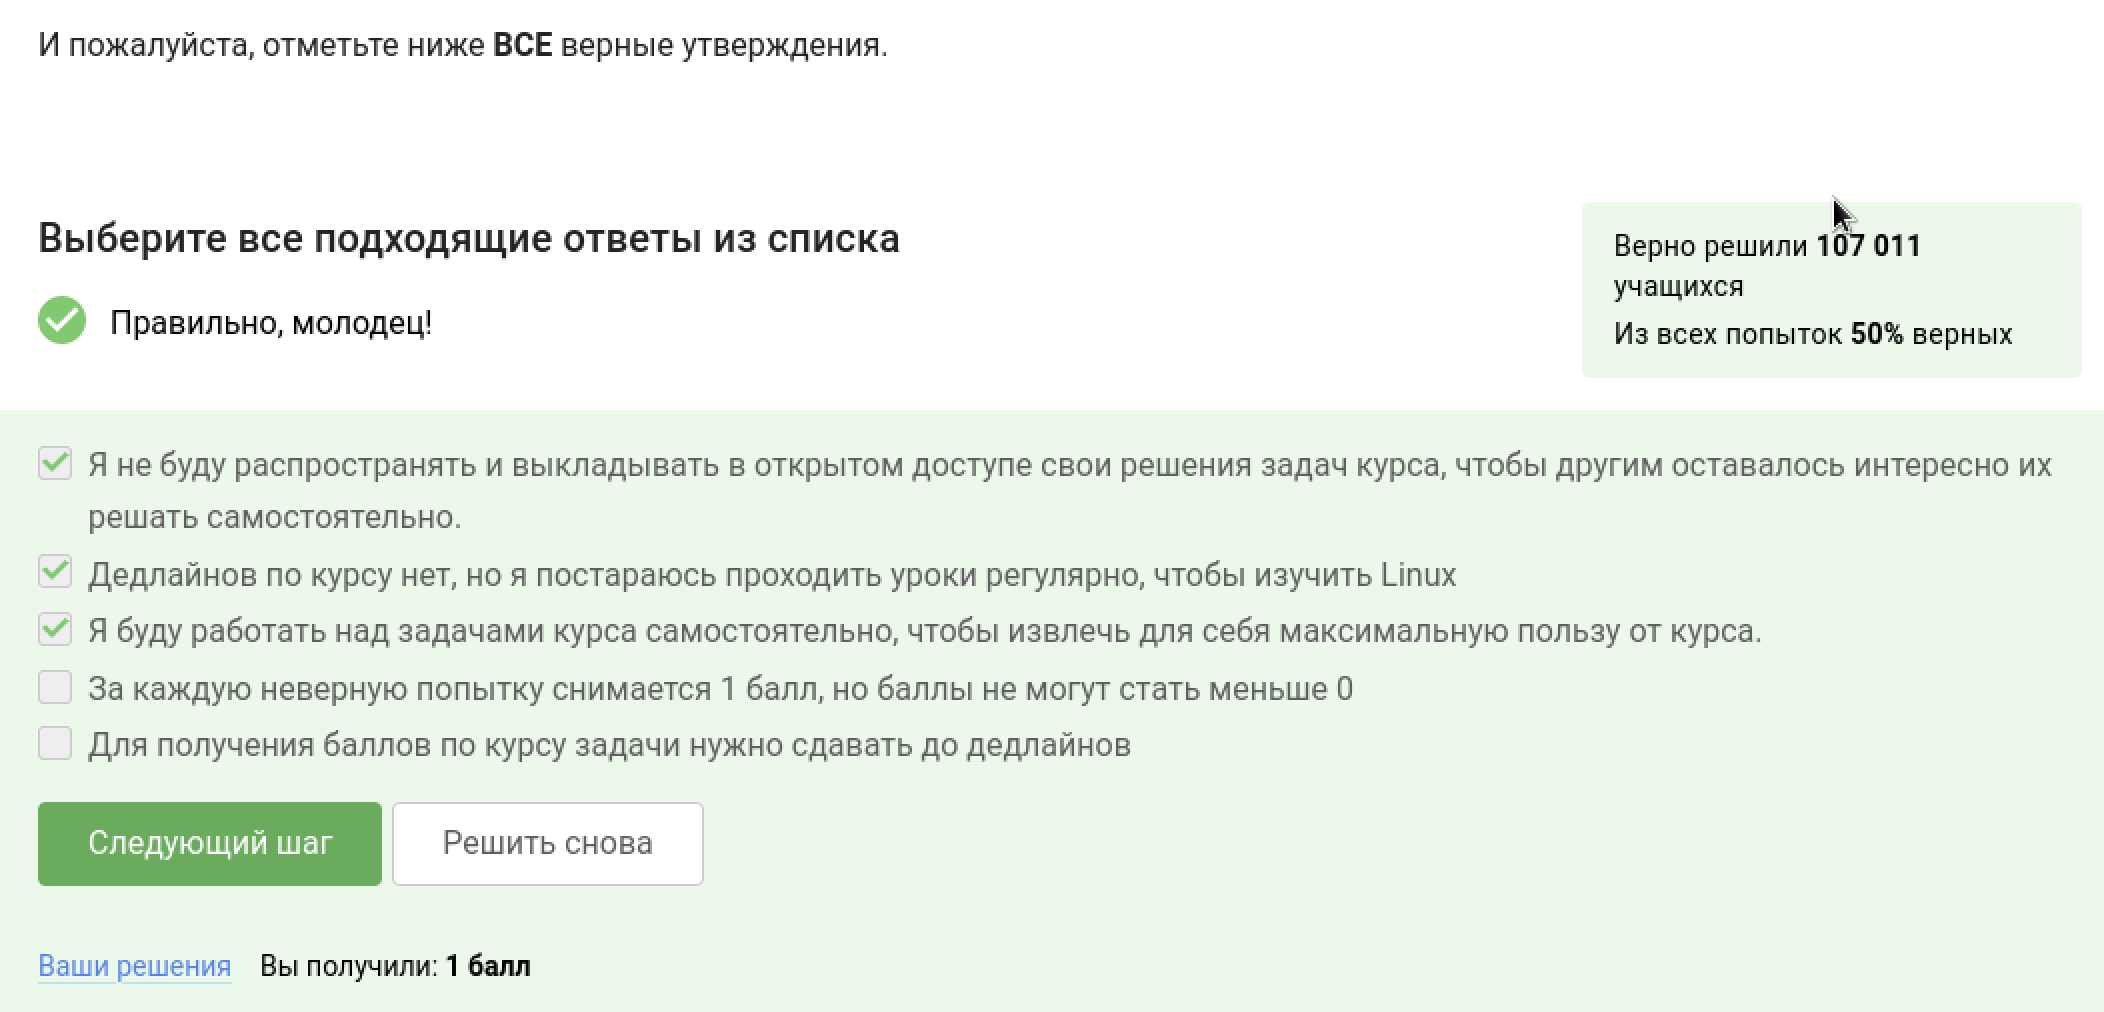 И пожалуйста, отметьте ниже ВСЕ верные утверждения.
Выберите все подходящие ответы из списка
Правильно, молодец!
Верно решили 107 011
учащихся
Из всех попыток 50% верных
Я не буду распространять и выкладывать в открытом доступе свои решения задач курса, чтобы другим оставалось интересно их
решать самостоятельно.
Дедлайнов по курсу нет, но я постараюсь проходить уроки регулярно, чтобы изучить Linux
Я буду работать над задачами курса самостоятельно, чтобы извлечь для себя максимальную пользу от курса.
За каждую неверную попытку снимается 1 балл, но баллы не могут стать меньше 0
Для получения баллов по курсу задачи нужно сдавать до дедлайнов
Следующий шаг
Решить снова
Ваши решения
Вы получили: 1 балл